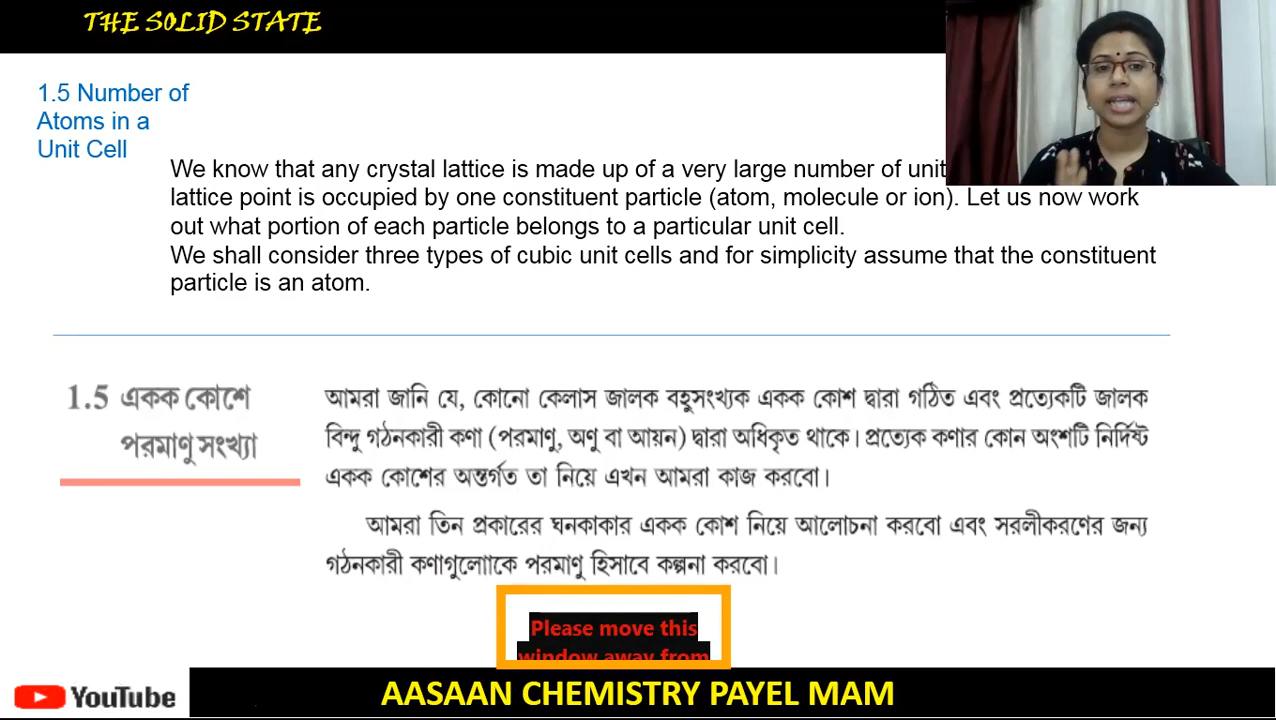 THE SOLID STATE
1.5 Number of
Atoms in a
Unit Cell
We know that any crystal lattice is made up of a very large number of unit
lattice point is occupied by one constituent particle (atom, molecule or ion). Let us now work
out what portion of each particle belongs to a particular unit cell.
We shall consider three types of cubic unit cells and for simplicity assume that the constituent
particle is an atom.
1.5 একক কোশে
পরমাণু সংখ্যা
আমরা জানি যে, কোনো কেলাস জালক বহুসংখ্যক একক কোশ দ্বারা গঠিত এবং প্রত্যেকটি জালক
বিন্দু গঠনকারী কণা (পরমাণু, অণু বা আয়ন) দ্বারা অধিকৃত থাকে। প্রত্যেক কণার কোন অংশটি নির্দিষ্ট
একক কোশের অন্তর্গত তা নিয়ে এখন আমরা কাজ করবো।
আমরা তিন প্রকারের ঘনকাকার একক কোশ নিয়ে আলোচনা করবো এবং সরলীকরণের জন্য
গঠনকারী কণাগুলোকে পরমাণু হিসাবে কল্পনা করবো।
Please move this
window away from
YouTube
AASAAN CHEMISTRY PAYEL MAM